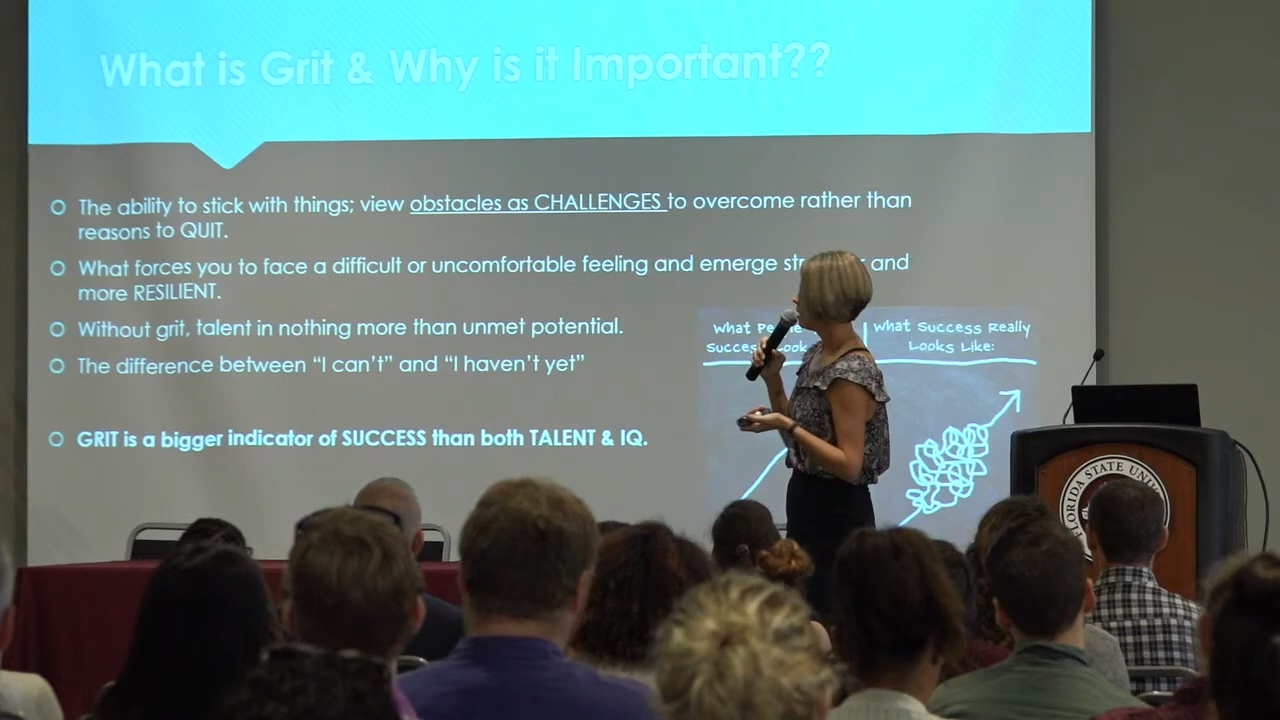 What is Grit & Why is it Important??
The ability to stick with things; view obstacles as CHALLENGES to overcome rather than
reasons to QUIT.
What forces you to face a difficult or uncomfortable feeling and emerge and
more RESILIENT.
Without grit, talent in nothing more than unmet potential.
The difference between “I can’t” and “I haven’t yet”
GRIT is a bigger indicator of SUCCESS than both TALENT & IQ.
What
What Success Really
Looks Like:
FLORIDA STATE